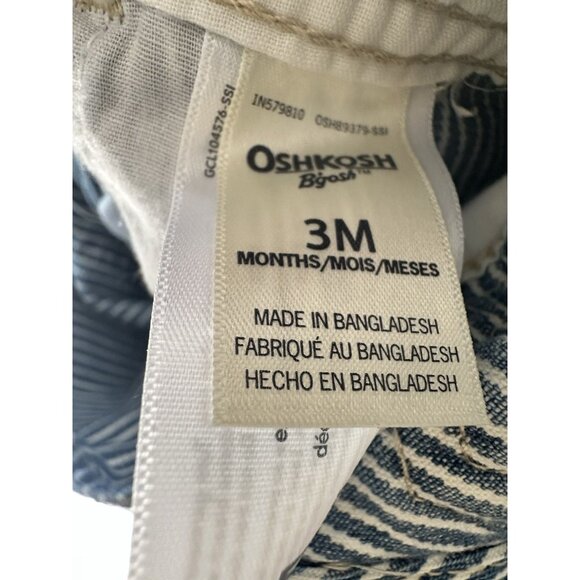 GCL104576-SSI
IN579810 OSH89379-SSI
OSHKOSH
B'gosh™
3M
MONTHS/MOIS/MESES
MADE IN BANGLADESH
FABRIQUÉ AU BANGLADESH
HECHO EN BANGLADESH